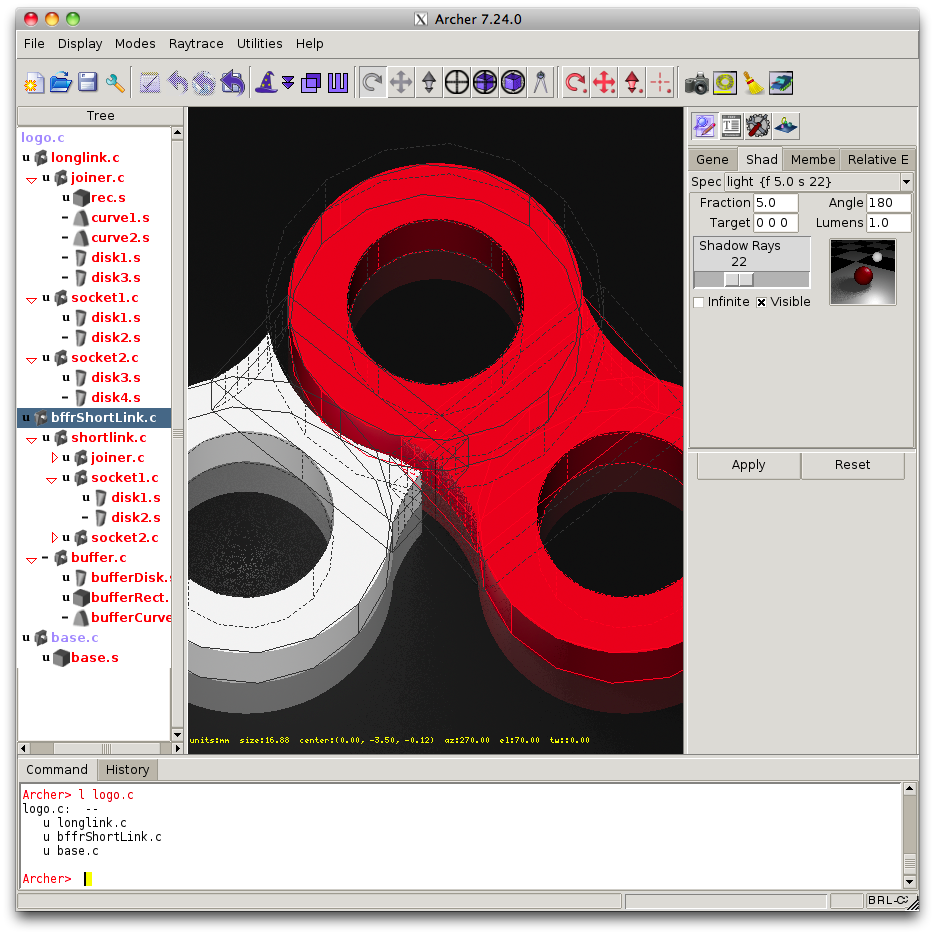 Archer 7.24.0
File Display Modes Raytrace Utilities Help
Tree
logo.c
u longlink.c
u joiner.c
u rec.s
– curve1.s
– curve2.s
– disk1.s
– disk3.s
u socket1.c
u disk1.s
– disk2.s
u socket2.c
u disk3.s
– disk4.s
u bffrShortLink.c
u shortlink.c
u joiner.c
u socket1.c
u disk1.s
– disk2.s
u socket2.c
– buffer.c
u bufferDisk.s
u bufferRect.
– bufferCurve
u base.c
u base.s
units:mm size:16.88 center:(0.00, -3.50, -0.12) az:270.00 el:70.00 tw::0.00
Gene Shad Membe Relative E
Spec light {f 5.0 s 22}
Fraction 5.0 Angle 180
Target 0 0 0 Lumens 1.0
Shadow Rays
22
Infinite Visible
Apply Reset
Command History
Archer> l logo.c
logo.c: --
u longlink.c
u bffrShortLink.c
u base.c
Archer>